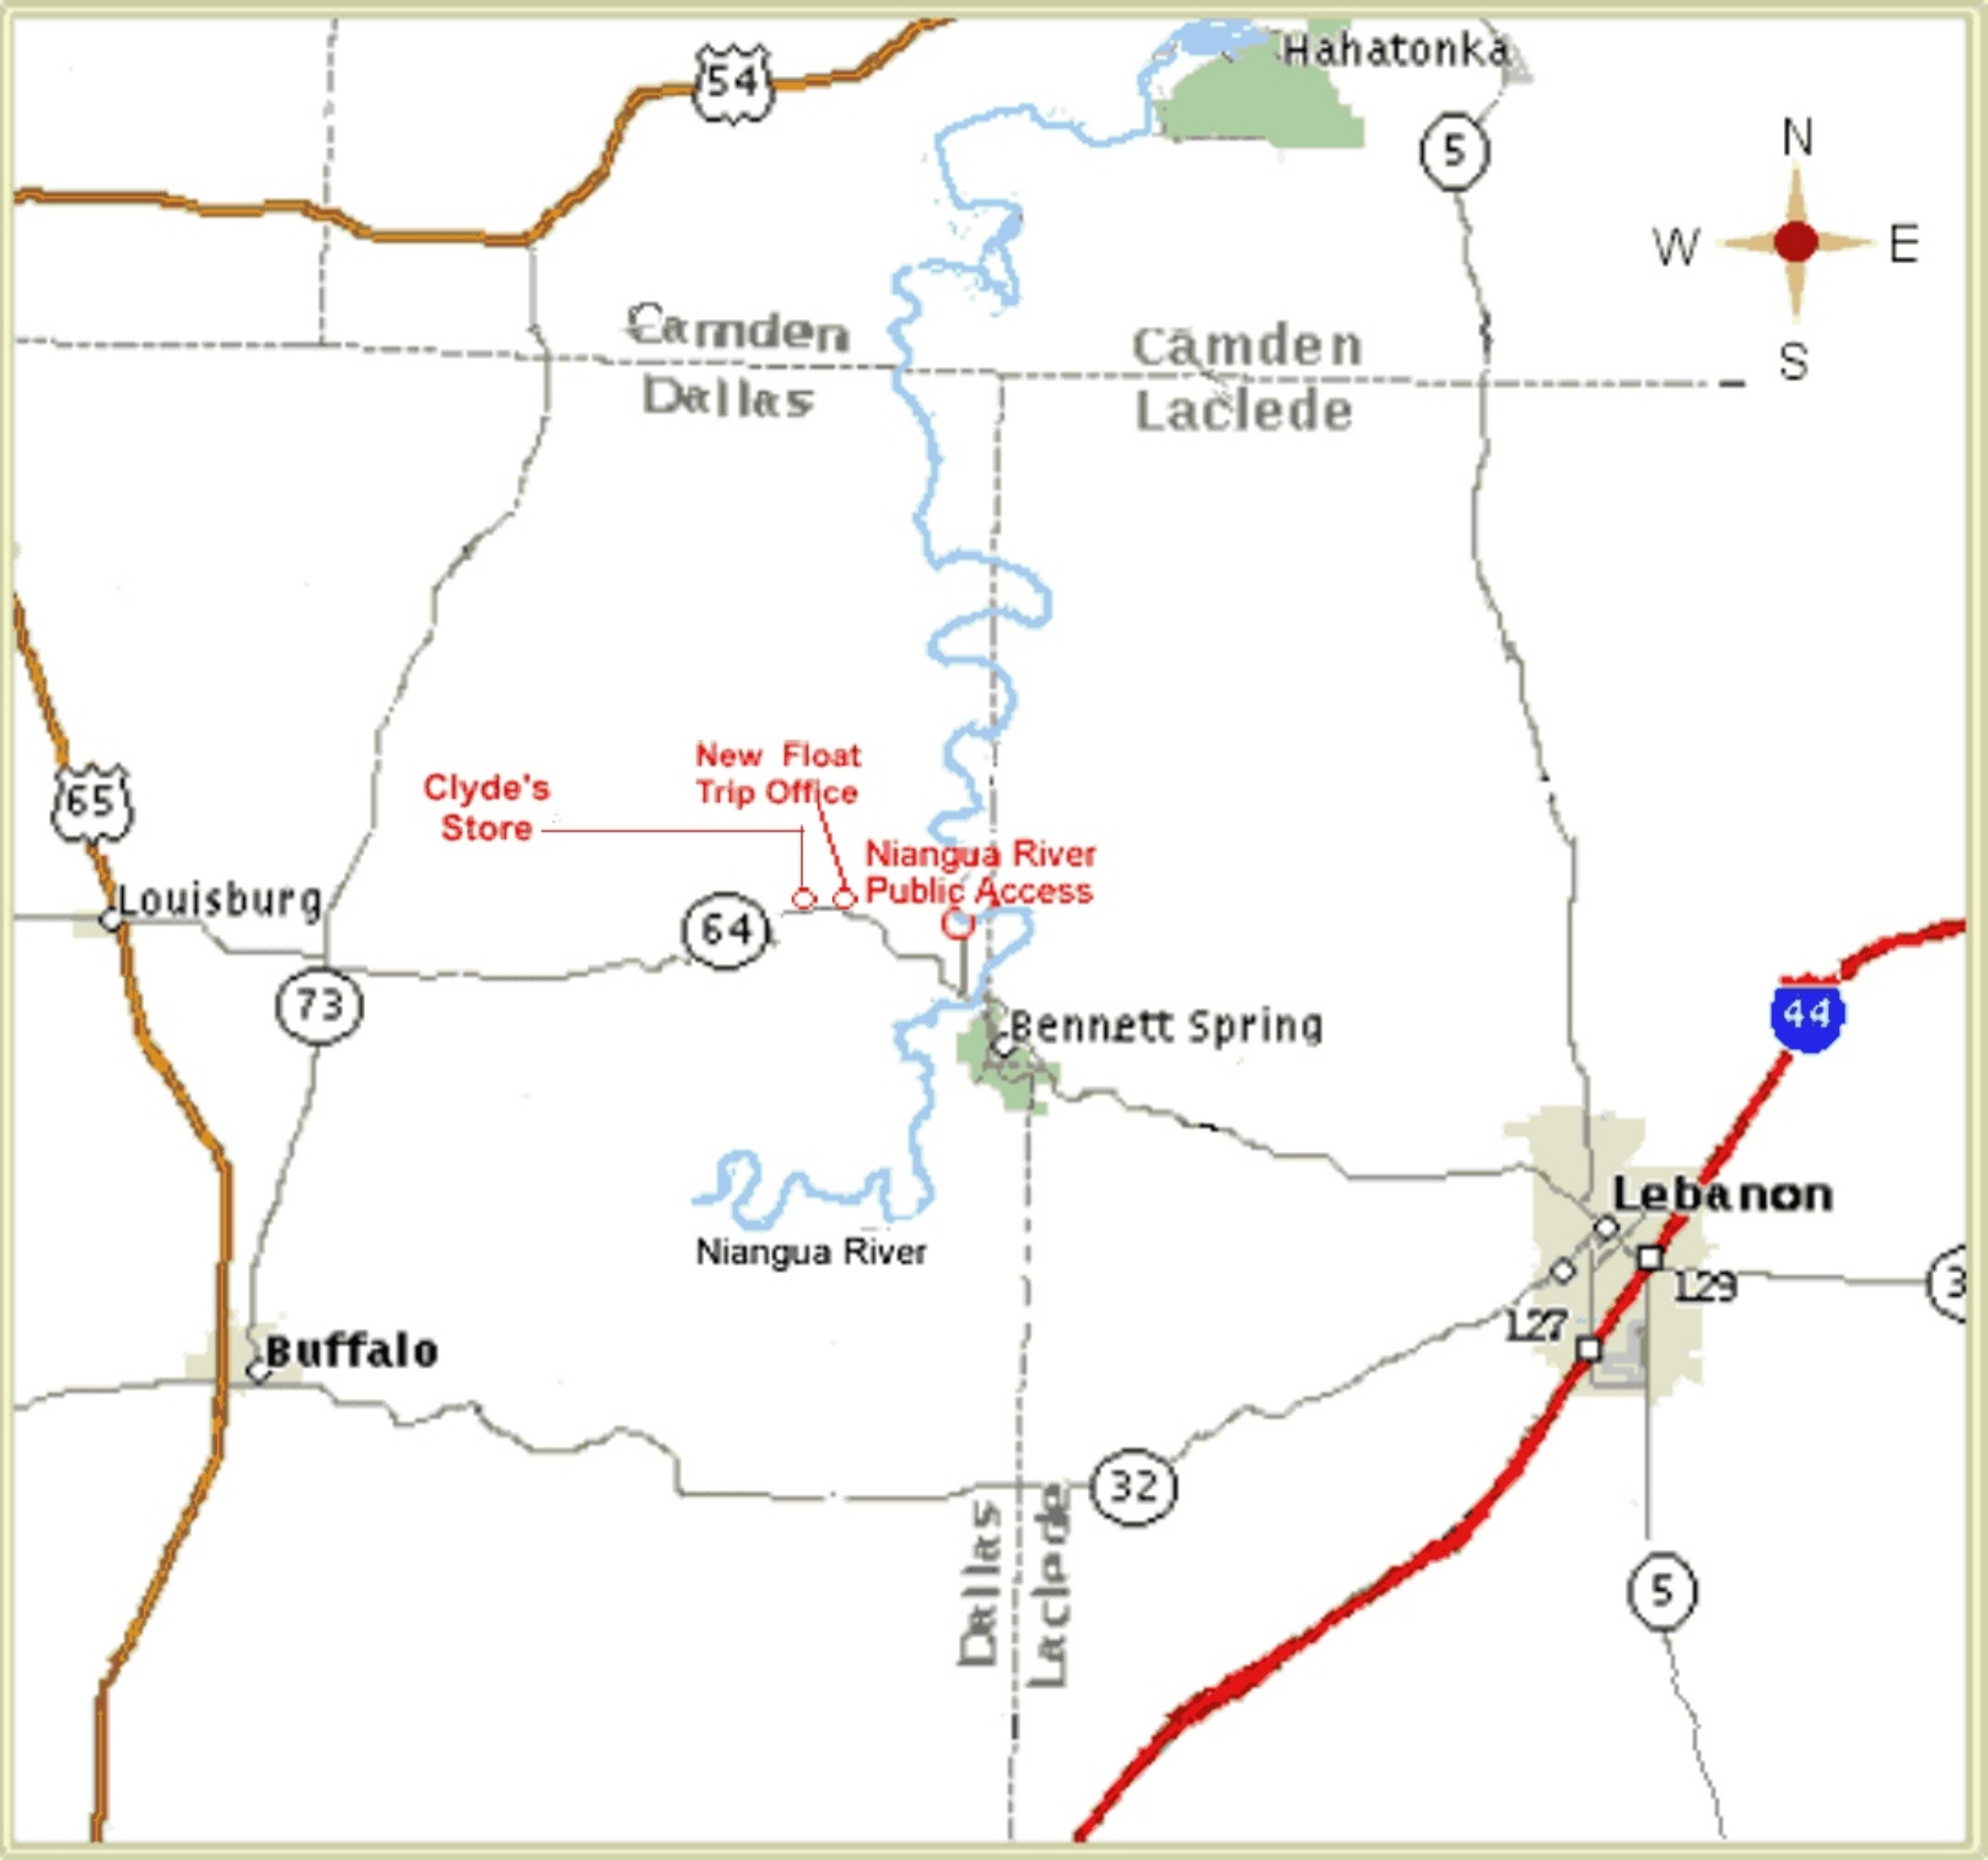 Hahatonka
54
5
N
W
E
S
Camden
Dallas
Camden
Laclede
New Float
Trip Office
Clyde's
Store
65
Niangua River
Public Access
Louisburg
64
73
44
Bennett Spring
Lebanon
Niangua River
129
3
127
Buffalo
32
Dallas
Laclede
5